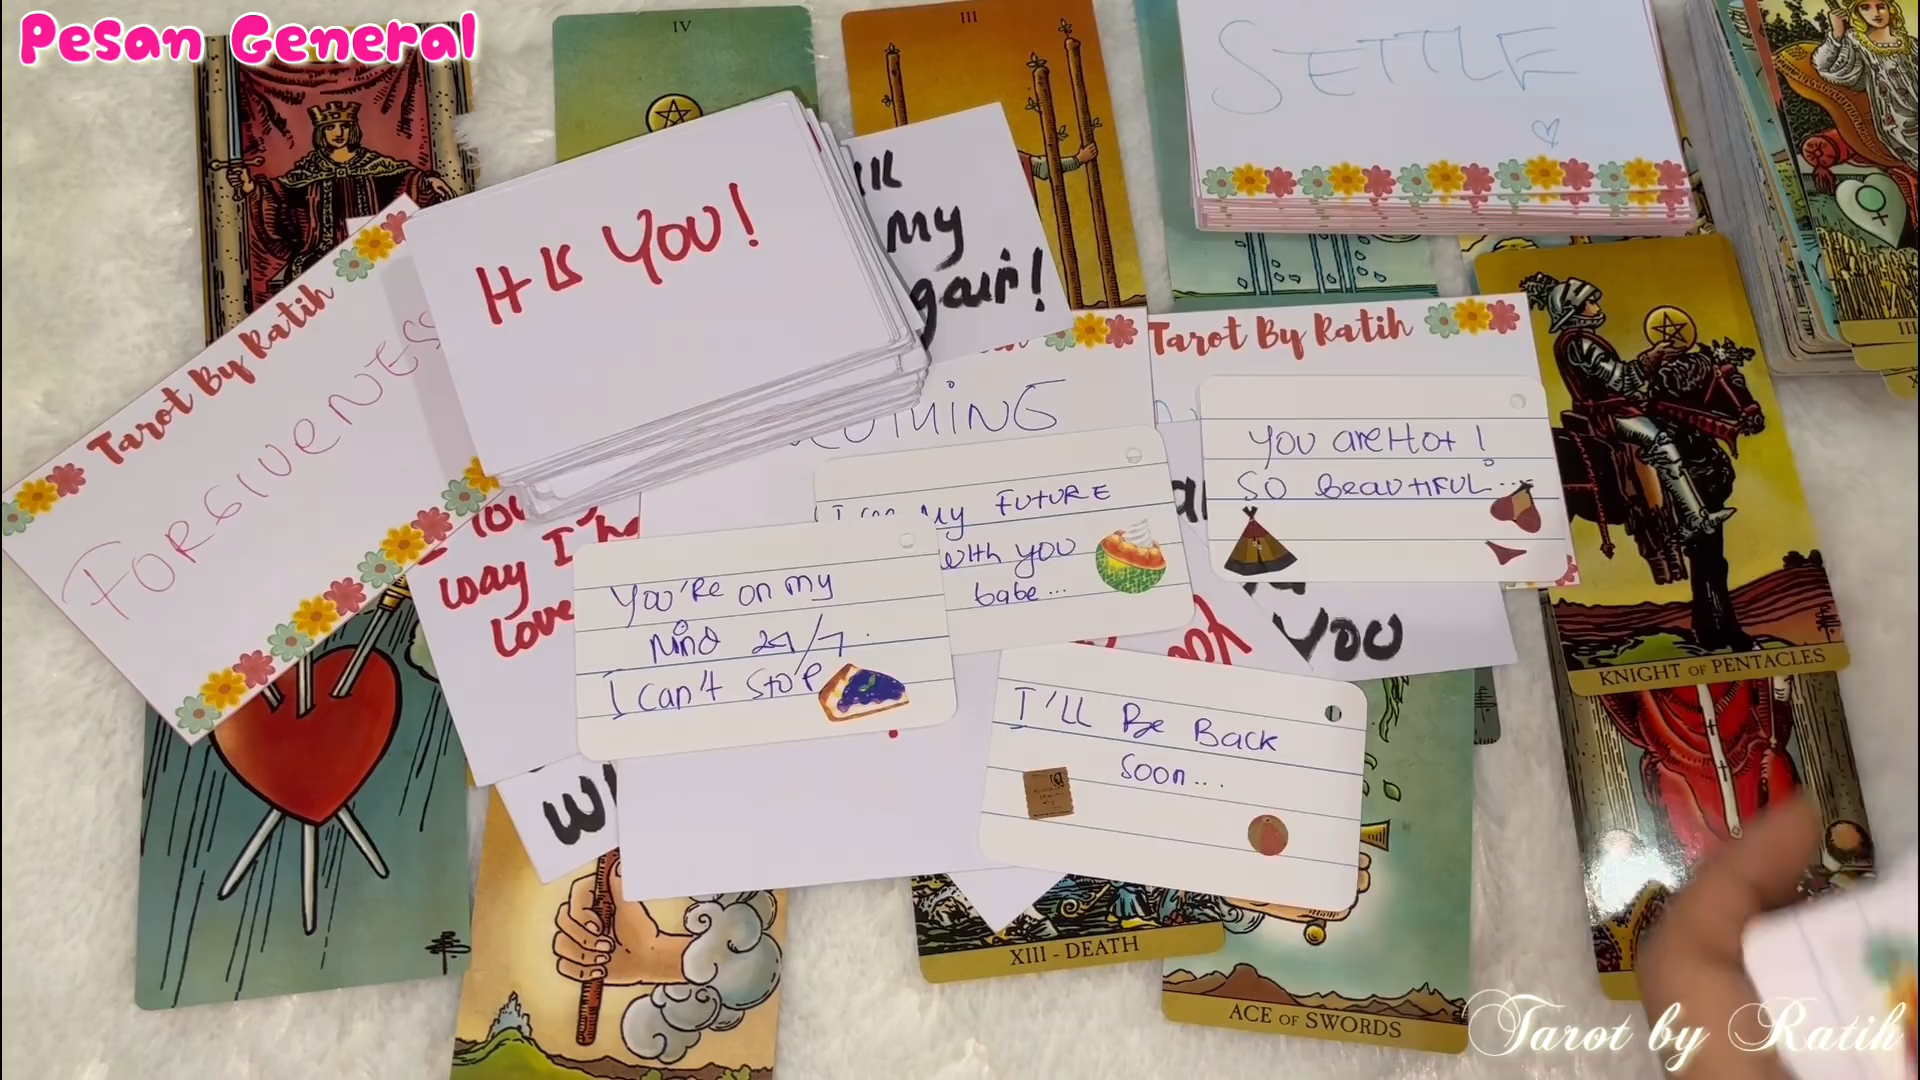 Pesan General
IV
III
SETTLE
IT IS YOU!
my
gain!
Tarot By Ratih
FORGIVENESS
Tarot By Ratih
MING
YOU are Hot !
SO BEAUTIFUL...
MY FUTURE
with YOU
babe...
way I
love
You're on my
Mind 24/7.
I can't STOP
YOU
I'LL Be Back
Soon...
KNIGHT OF PENTACLES
XIII - DEATH
ACE OF SWORDS
Tarot by Ratih